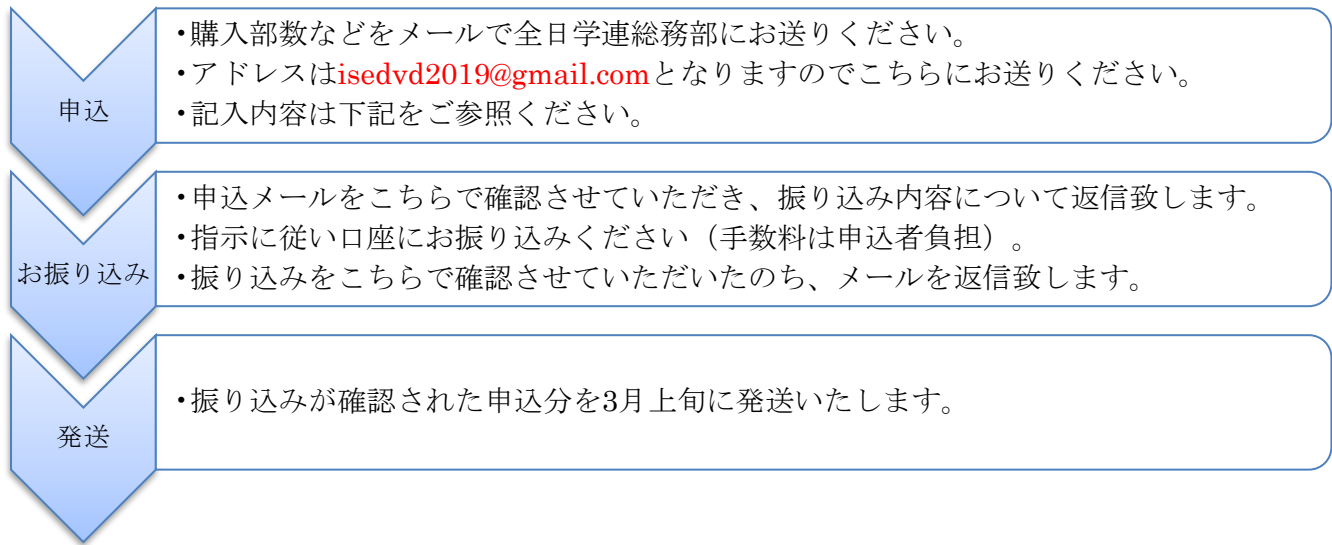 申込
・購入部数などをメールで全日学連総務部にお送りください。
・アドレスはisedvd2019@gmail.comとなりますのでこちらにお送りください。
・記入内容は下記をご参照ください。
お振り込み
・申込メールをこちらで確認させていただき、振り込み内容について返信致します。
・指示に従い口座にお振り込みください（手数料は申込者負担）。
・振り込みをこちらで確認させていただいたのち、メールを返信致します。
発送
・振り込みが確認された申込分を3月上旬に発送いたします。